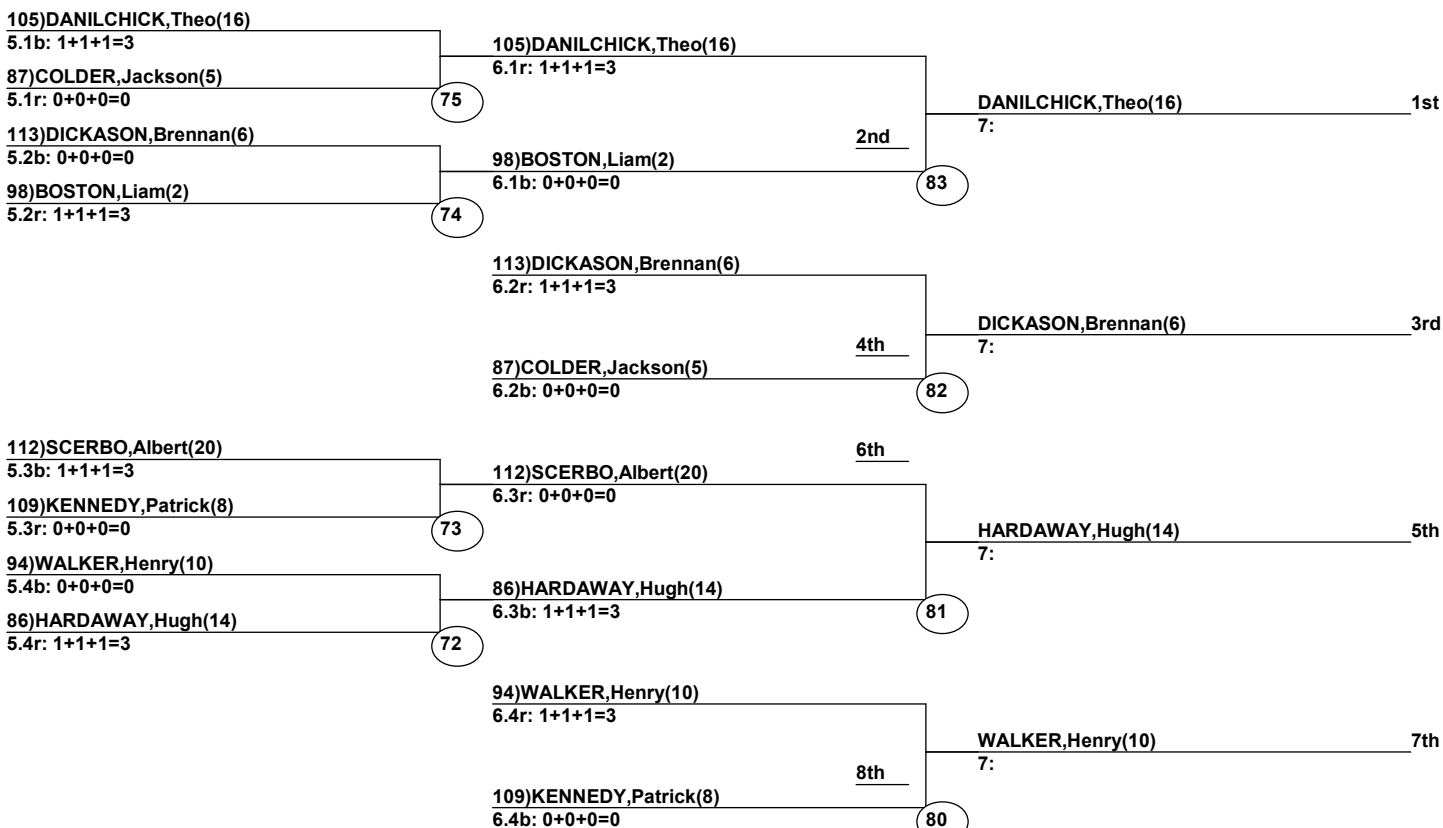 105)DANILCHICK,Theo(16)
5.1b: 1+1+1=3
87)COLDER,Jackson(5)
5.1r: 0+0+0=0
75
113)DICKASON,Brennan(6)
5.2b: 0+0+0=0
98)BOSTON,Liam(2)
5.2r: 1+1+1=3
74
105)DANILCHICK,Theo(16)
6.1r: 1+1+1=3
98)BOSTON,Liam(2)
6.1b: 0+0+0=0
2nd
83
DANILCHICK,Theo(16) 1st
7:
113)DICKASON,Brennan(6)
6.2r: 1+1+1=3
87)COLDER,Jackson(5)
6.2b: 0+0+0=0
4th
82
DICKASON,Brennan(6) 3rd
7:
112)SCERBO,Albert(20)
5.3b: 1+1+1=3
109)KENNEDY,Patrick(8)
5.3r: 0+0+0=0
73
94)WALKER,Henry(10)
5.4b: 0+0+0=0
86)HARDAWAY,Hugh(14)
5.4r: 1+1+1=3
72
6th
112)SCERBO,Albert(20)
6.3r: 0+0+0=0
86)HARDAWAY,Hugh(14)
6.3b: 1+1+1=3
81
HARDAWAY,Hugh(14) 5th
7:
94)WALKER,Henry(10)
6.4r: 1+1+1=3
109)KENNEDY,Patrick(8)
6.4b: 0+0+0=0
8th
80
WALKER,Henry(10) 7th
7: